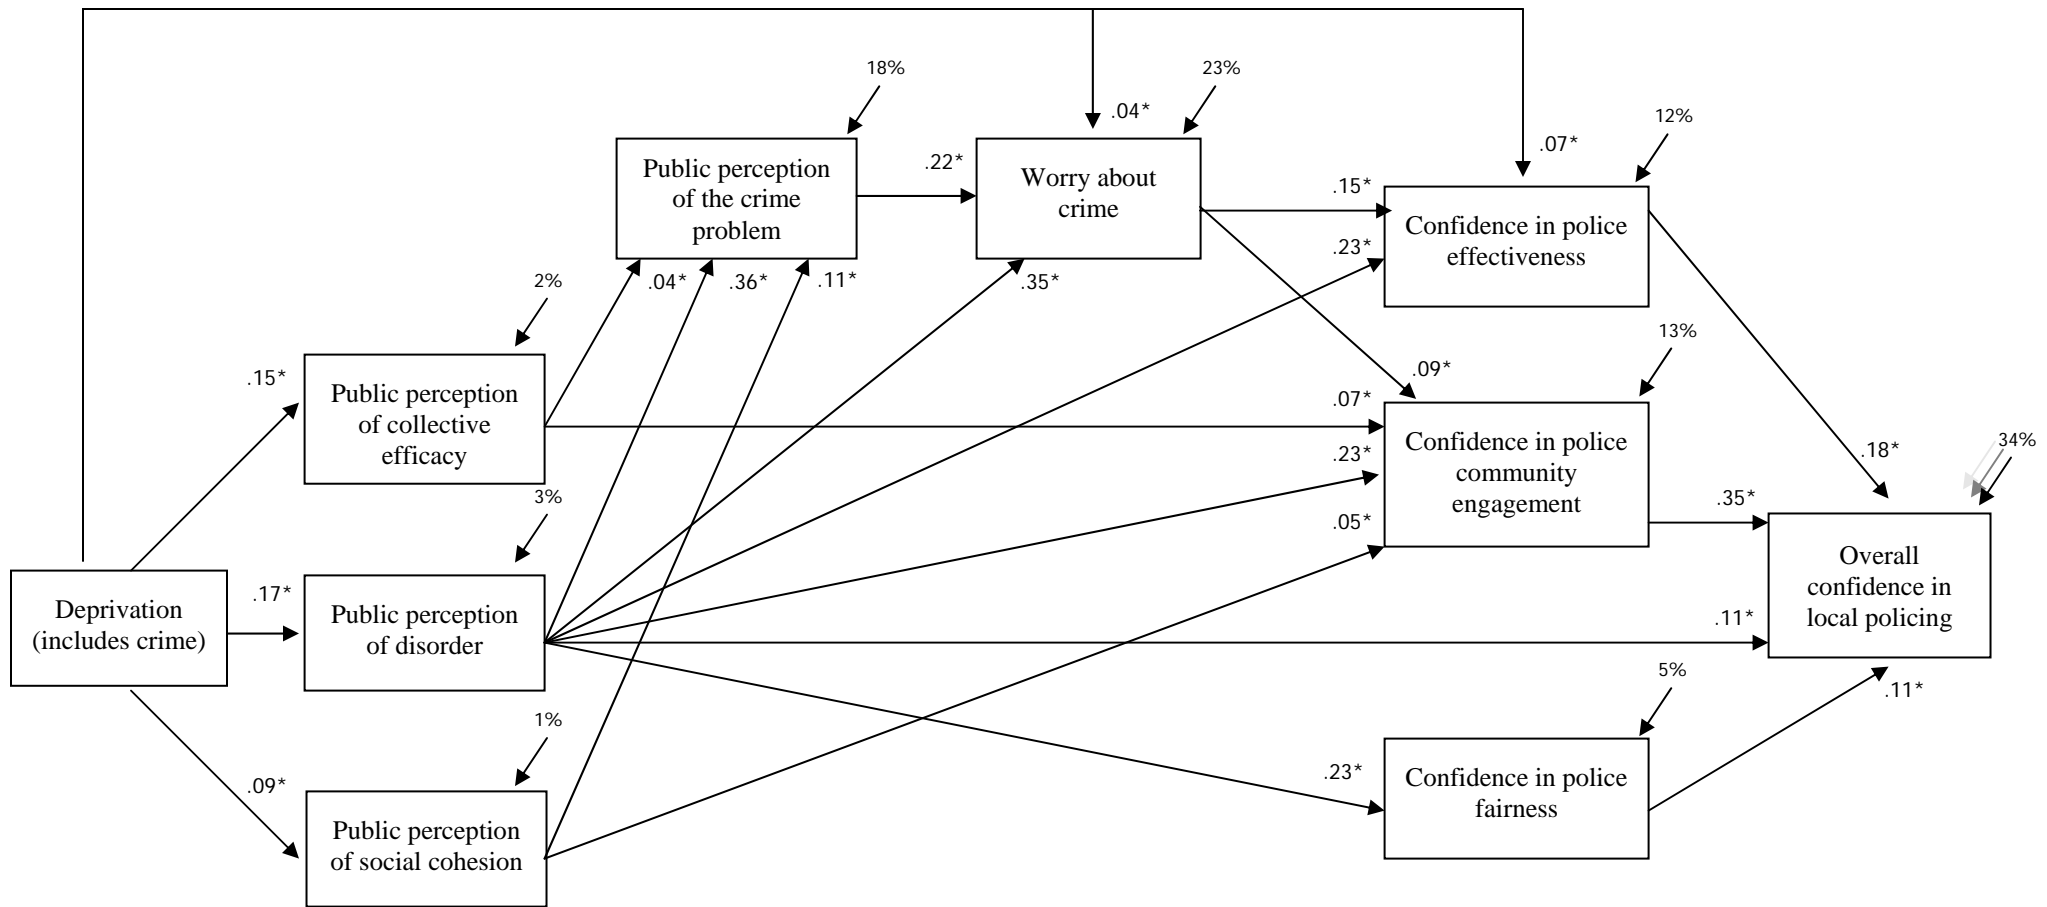 18%
23%
.04*
12%
.07*
Public perception
of the crime
problem
.22*
Worry about
crime
.15*
Confidence in police
effectiveness
.23*
.04*
.36*
.11*
.35*
2%
13%
.15*
Public perception
of collective
efficacy
.09*
.07*
Confidence in police
community
engagement
.23*
.18*
34%
3%
.05*
.35*
Deprivation
(includes crime)
.17*
Public perception
of disorder
Overall
confidence in
local policing
.11*
1%
5%
.11*
.09*
.23*
Confidence in police
fairness
Public perception
of social cohesion